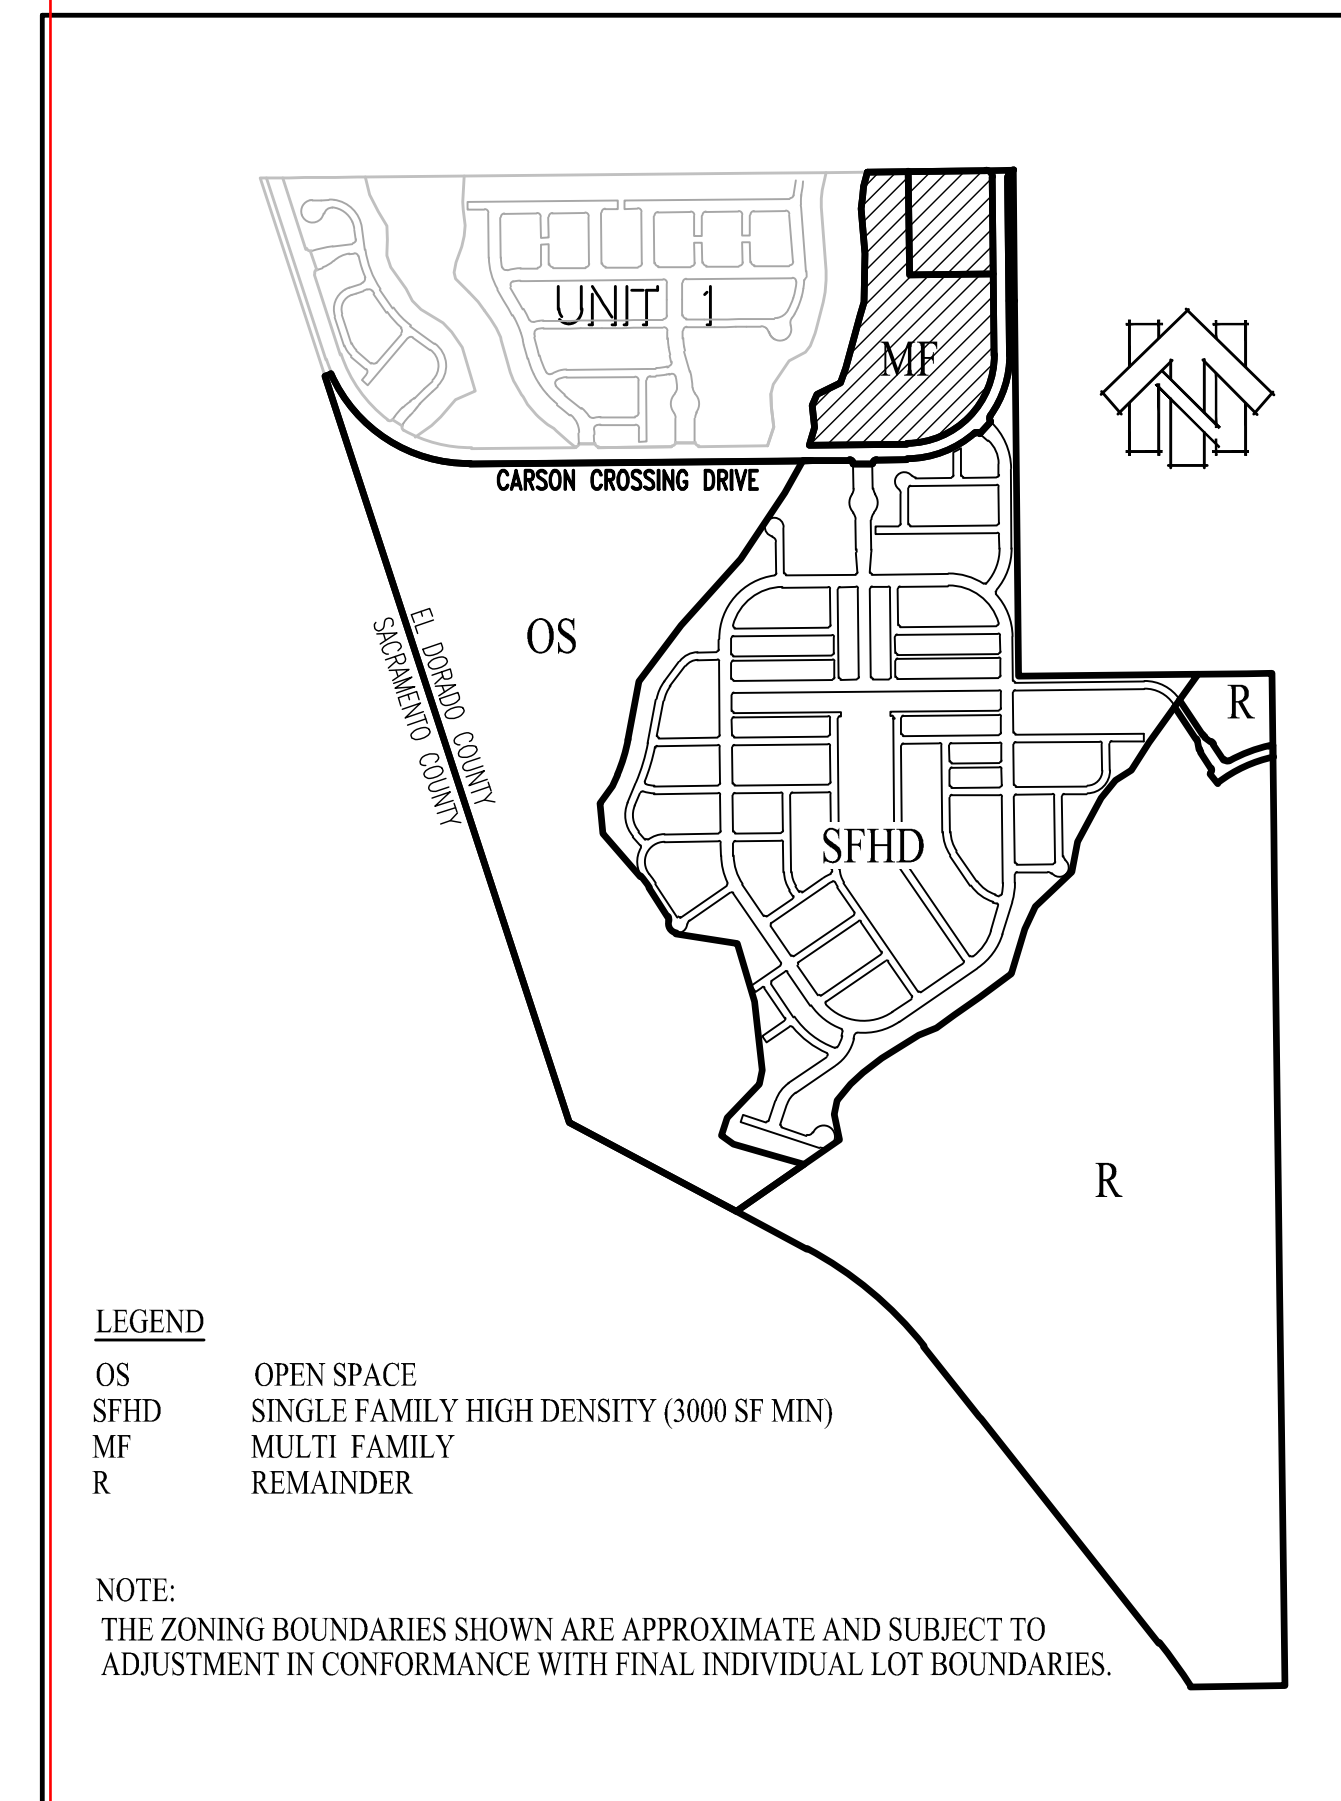 UNIT 1
MF
N
CARSON CROSSING DRIVE
OS
EL DORADO COUNTY
SACRAMENTO COUNTY
R
SFHD
R
LEGEND
OS OPEN SPACE
SFHD SINGLE FAMILY HIGH DENSITY (3000 SF MIN)
MF MULTI FAMILY
R REMAINDER
NOTE:
THE ZONING BOUNDARIES SHOWN ARE APPROXIMATE AND SUBJECT TO
ADJUSTMENT IN CONFORMANCE WITH FINAL INDIVIDUAL LOT BOUNDARIES.